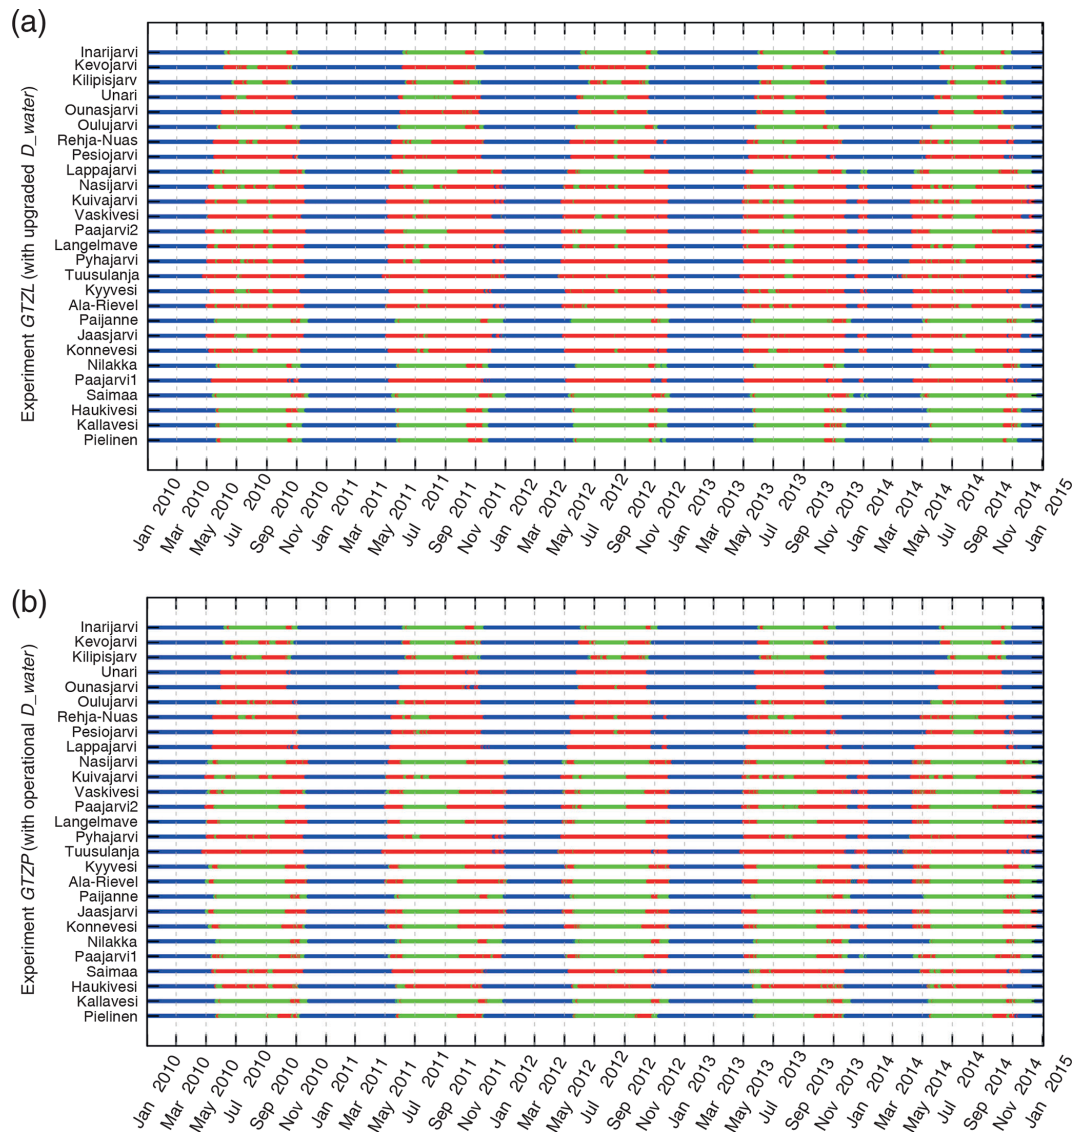 (a)
Experiment GTZL (with upgraded D_water)
Inarijarvi
Kevojarvi
Kilipisjarv
Unari
Ounasjarvi
Oulujarvi
Rehja-Nuas
Pesiojarvi
Lappajarvi
Nasijarvi
Kuivajarvi
Vaskivesi
Paajarvi2
Langelmave
Pyhajarvi
Tuusulanja
Kyyvesi
Ala-Rievel
Paijanne
Jaasjarvi
Konnevesi
Nilakka
Paajarvi1
Saimaa
Haukivesi
Kallavesi
Pielinen
Jan 2010
Mar 2010
May 2010
Jul 2010
Sep 2010
Nov 2010
Jan 2011
Mar 2011
May 2011
Jul 2011
Sep 2011
Nov 2011
Jan 2012
Mar 2012
May 2012
Jul 2012
Sep 2012
Nov 2012
Jan 2013
Mar 2013
May 2013
Jul 2013
Sep 2013
Nov 2013
Jan 2014
Mar 2014
May 2014
Jul 2014
Sep 2014
Nov 2014
Jan 2015
(b)
Experiment GTZP (with operational D_water)
Inarijarvi
Kevojarvi
Kilipisjarv
Unari
Ounasjarvi
Oulujarvi
Rehja-Nuas
Pesiojarvi
Lappajarvi
Nasijarvi
Kuivajarvi
Vaskivesi
Paajarvi2
Langelmave
Pyhajarvi
Tuusulanja
Kyyvesi
Ala-Rievel
Paijanne
Jaasjarvi
Konnevesi
Nilakka
Paajarvi1
Saimaa
Haukivesi
Kallavesi
Pielinen
Jan 2010
Mar 2010
May 2010
Jul 2010
Sep 2010
Nov 2010
Jan 2011
Mar 2011
May 2011
Jul 2011
Sep 2011
Nov 2011
Jan 2012
Mar 2012
May 2012
Jul 2012
Sep 2012
Nov 2012
Jan 2013
Mar 2013
May 2013
Jul 2013
Sep 2013
Nov 2013
Jan 2014
Mar 2014
May 2014
Jul 2014
Sep 2014
Nov 2014
Jan 2015